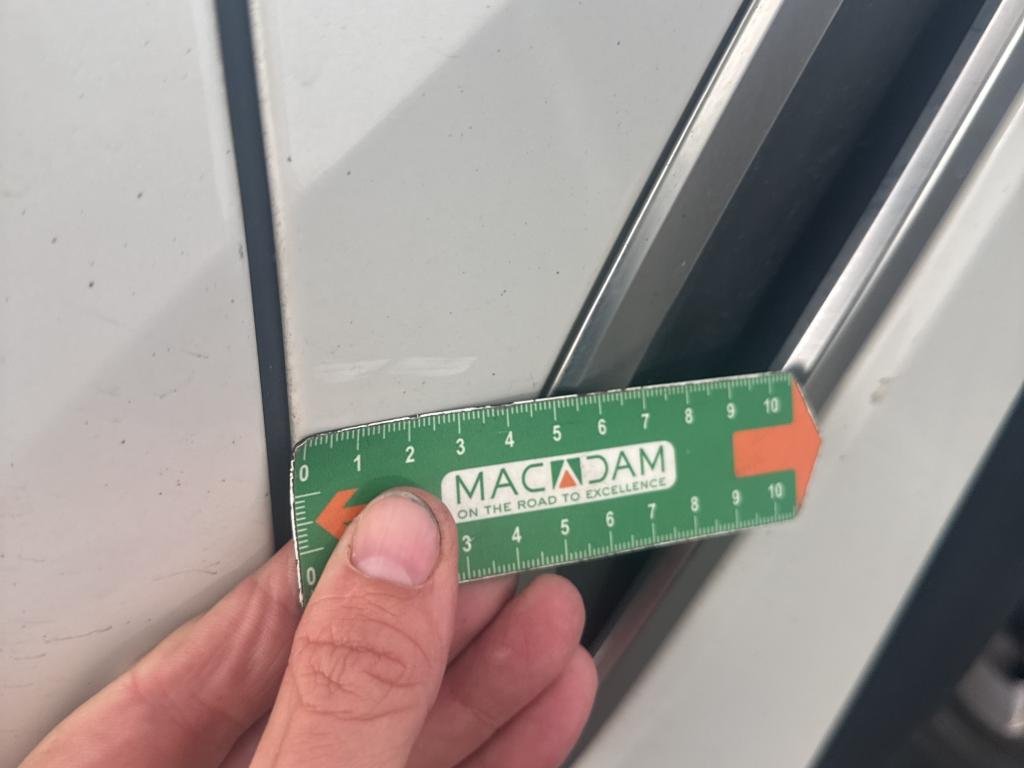 0 1 2 3 4 5 6 7 8 9 10
MACADAM
ON THE ROAD TO EXCELLENCE
0 3 4 5 6 7 8 9 10